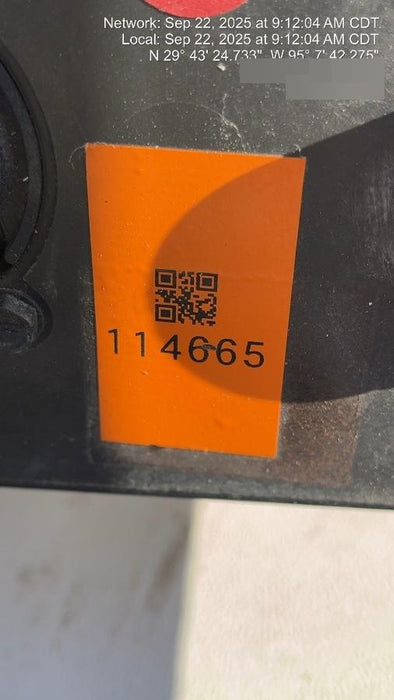 Network: Sep 22, 2025 at 9:12:04 AM CDT
Local: Sep 22, 2025 at 9:12:04 AM CDT
N 29° 43' 24.733", W 95° 7' 42.275"
114665